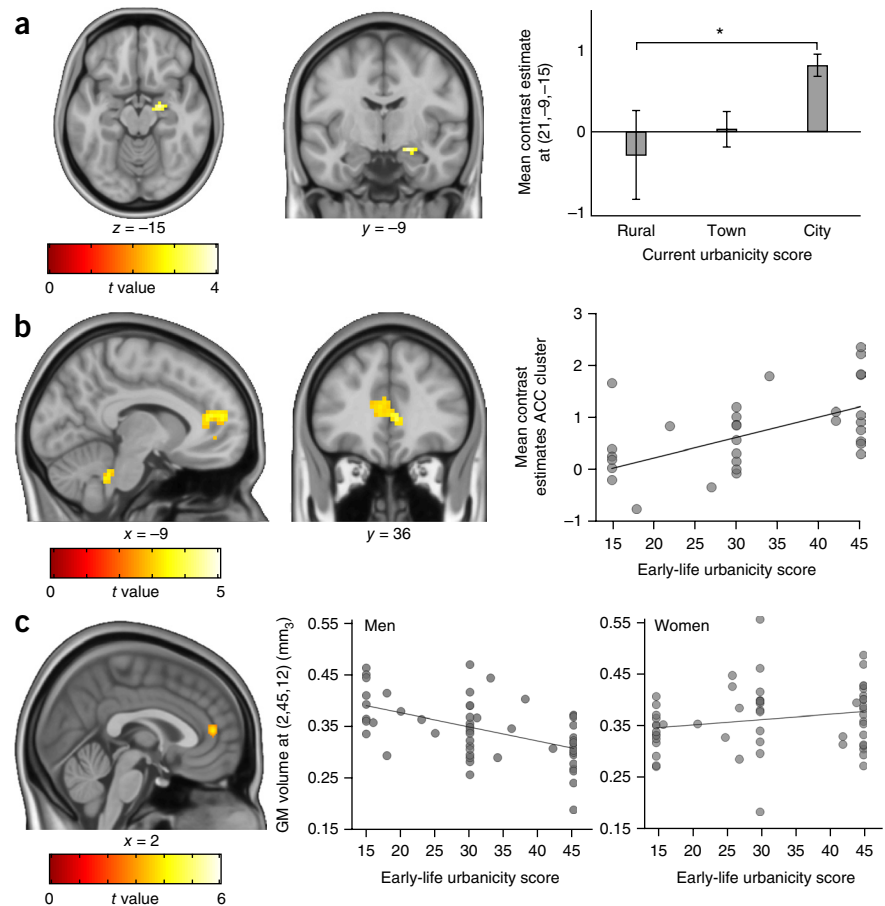 a
z = –15
0
t value
4
y = –9
Mean contrast estimate
at (21,–9,–15)
1
0
–1
*
Rural
Town
City
Current urbanicity score
b
x = –9
0
t value
5
y = 36
Mean contrast
estimates ACC cluster
3
2
1
0
–1
15
20
25
30
35
40
45
Early-life urbanicity score
c
x = 2
0
t value
6
GM volume at (2,45,12) (mm3)
0.55
0.45
0.35
0.25
0.15
Men
15
20
25
30
35
40
45
Early-life urbanicity score
0.55
0.45
0.35
0.25
0.15
Women
15
20
25
30
35
40
45
Early-life urbanicity score